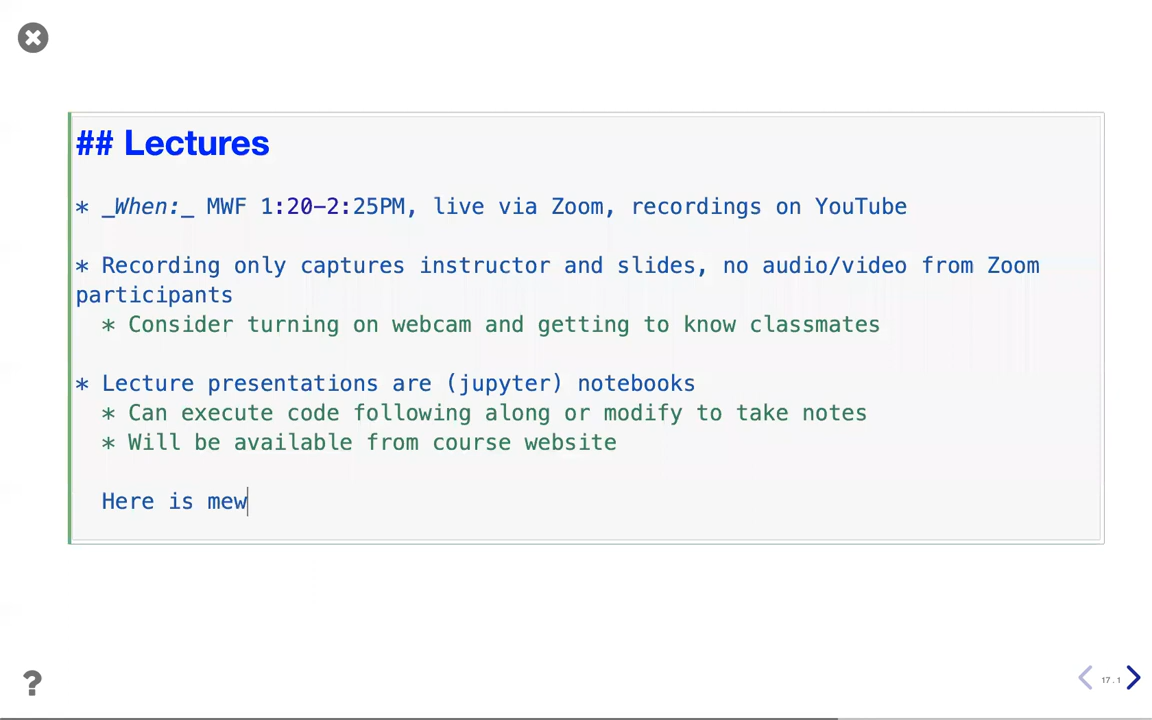 ## Lectures
* _When:_ MWF 1:20-2:25PM, live via Zoom, recordings on YouTube
* Recording only captures instructor and slides, no audio/video from Zoom
participants
* Consider turning on webcam and getting to know classmates
* Lecture presentations are (jupyter) notebooks
* Can execute code following along or modify to take notes
* Will be available from course website
Here is mew
?
17.1